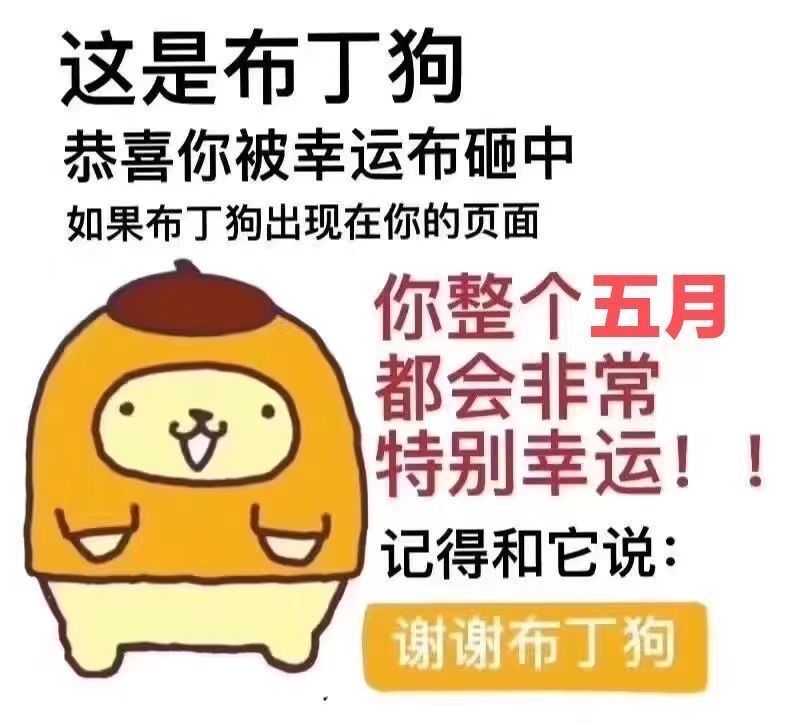 这是布丁狗
恭喜你被幸运布砸中
如果布丁狗出现在你的页面
你整个五月
都会非常
特别幸运！！
记得和它说：
谢谢布丁狗